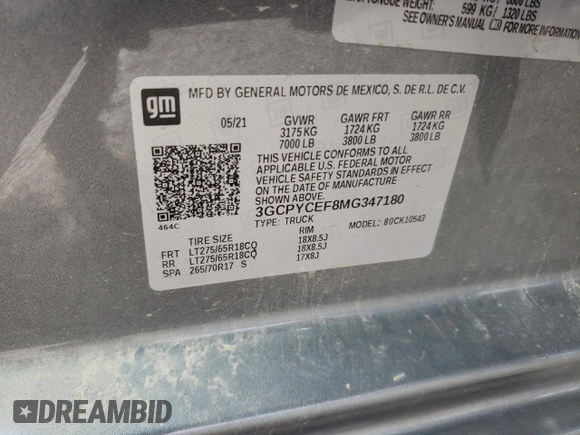 599 KG / 1320 LBS
SEE OWNER'S MANUAL FOR MORE INFORMATION
gm
MFD BY GENERAL MOTORS DE MEXICO, S. DE R.L. DE C.V.
05/21 GVWR GAWR FRT GAWR RR
3175 KG 1724 KG 1724 KG
7000 LB 3800 LB 3800 LB
THIS VEHICLE CONFORMS TO ALL
APPLICABLE U.S. FEDERAL MOTOR
VEHICLE SAFETY STANDARDS IN EFFECT
ON THE DATE OF MANUFACTURE
SHOWN ABOVE.
3GCPYCEF8MG347180
464C TYPE: TRUCK MODEL: 80CK10543
TIRE SIZE RIM
FRT LT275/65R18CQ 18X8.5J
RR LT275/65R18CQ 18X8.5J
SPA 265/70R17 S 17X8J
DREAMBID